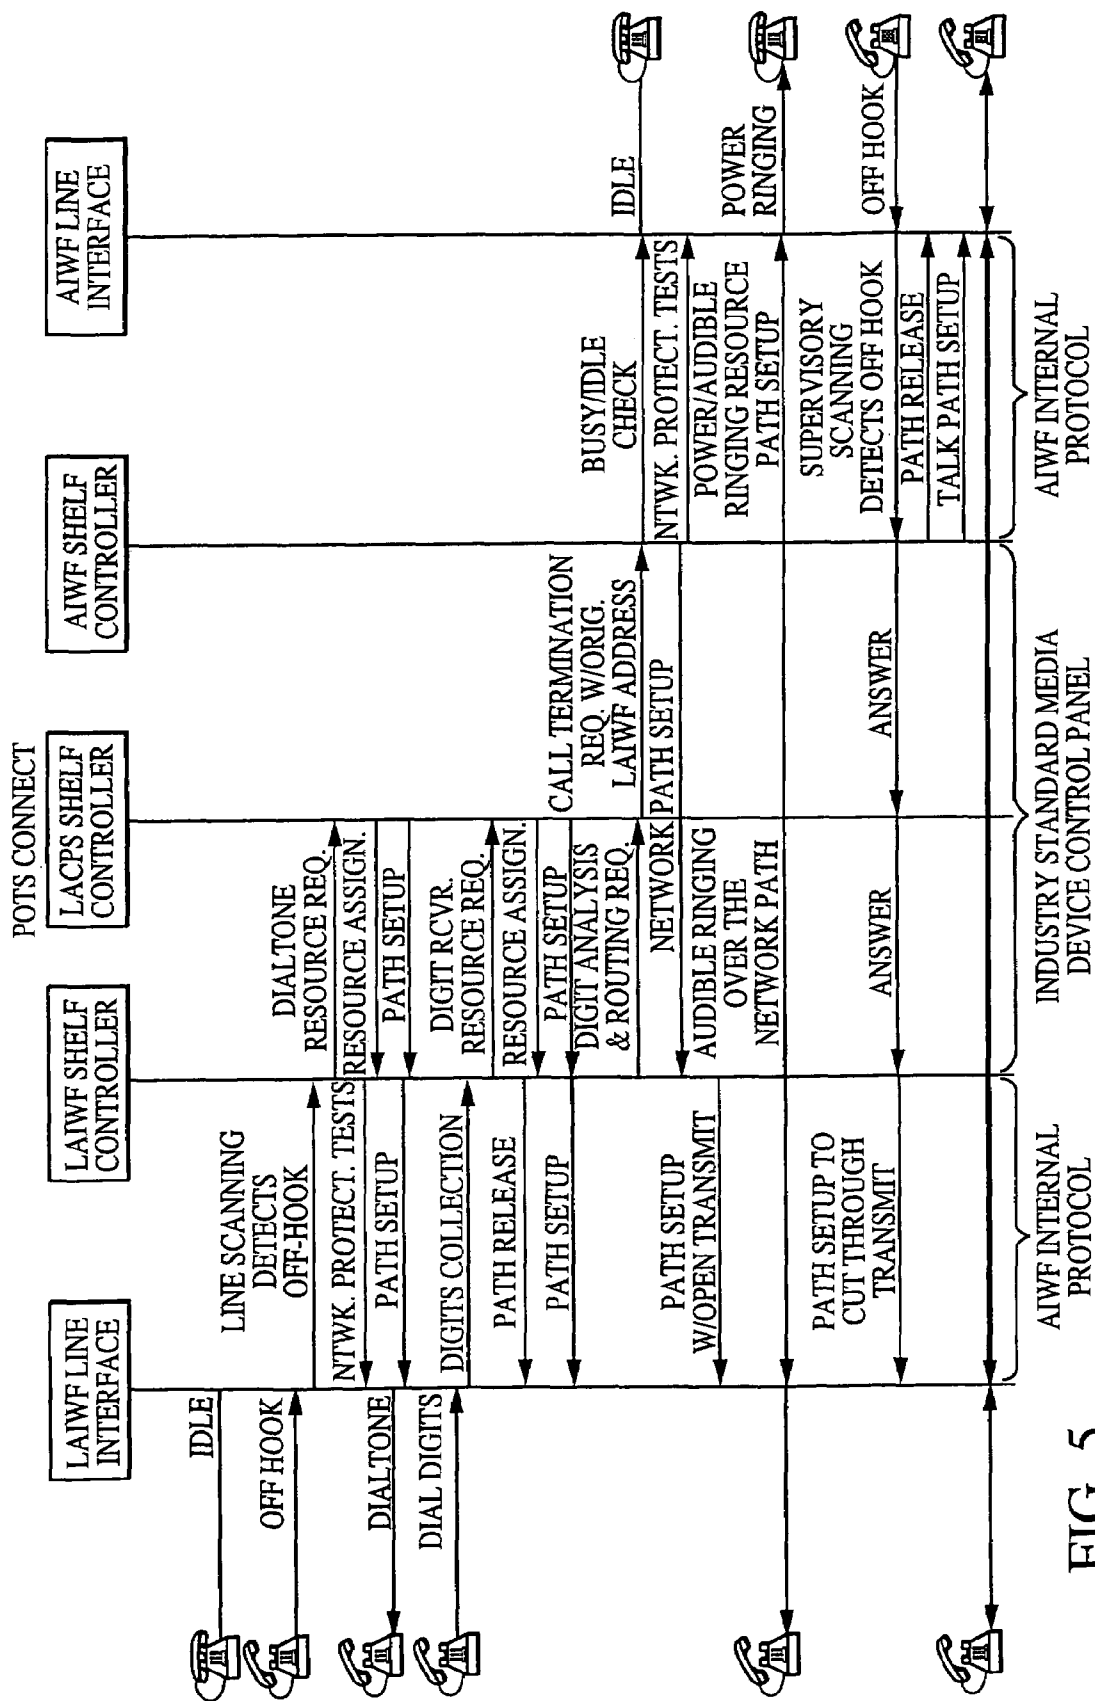 POTS CONNECT
LAIWF LINE
INTERFACE
LAIWF SHELF
CONTROLLER
LACPS SHELF
CONTROLLER
AIWF SHELF
CONTROLLER
AIWF LINE
INTERFACE
IDLE
OFF HOOK
LINE SCANNING
DETECTS
OFF-HOOK
DIALTONE
RESOURCE REQ.
NTWK. PROTECT. TESTS
RESOURCE ASSIGN.
DIALTONE
PATH SETUP
PATH SETUP
DIAL DIGITS
DIGITS COLLECTION
DIGIT RCVR.
RESOURCE REQ.
PATH RELEASE
RESOURCE ASSIGN.
PATH SETUP
PATH SETUP
DIGIT ANALYSIS
& ROUTING REQ.
CALL TERMINATION
REQ. W/ORIG.
LAIWF ADDRESS
BUSY/IDLE
CHECK
IDLE
NETWORK PATH SETUP
NTWK. PROTECT. TESTS
PATH SETUP
W/OPEN TRANSMIT
AUDIBLE RINGING
OVER THE
NETWORK PATH
POWER/AUDIBLE
RINGING RESOURCE
PATH SETUP
POWER
RINGING
PATH SETUP TO
CUT THROUGH
TRANSMIT
ANSWER
ANSWER
SUPERVISORY
SCANNING
DETECTS OFF HOOK
OFF HOOK
PATH RELEASE
TALK PATH SETUP
AIWF INTERNAL
PROTOCOL
INDUSTRY STANDARD MEDIA
DEVICE CONTROL PANEL
AIWF INTERNAL
PROTOCOL
FIG. 5